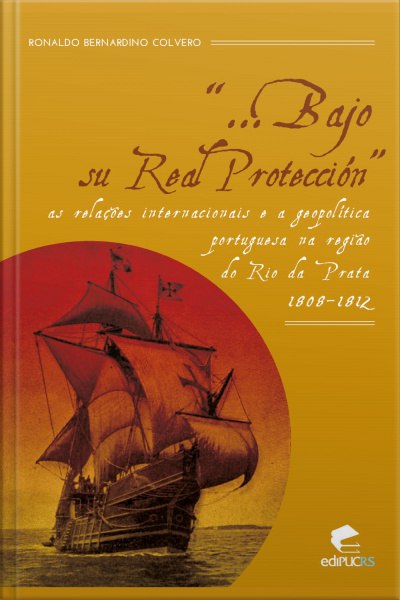 RONALDO BERNARDINO COLVERO
“...Bajo
su Real Protección”
as relações internacionais e a geopolítica
portuguesa na região
do Rio da Prata
1808-1812
edIPUCRS